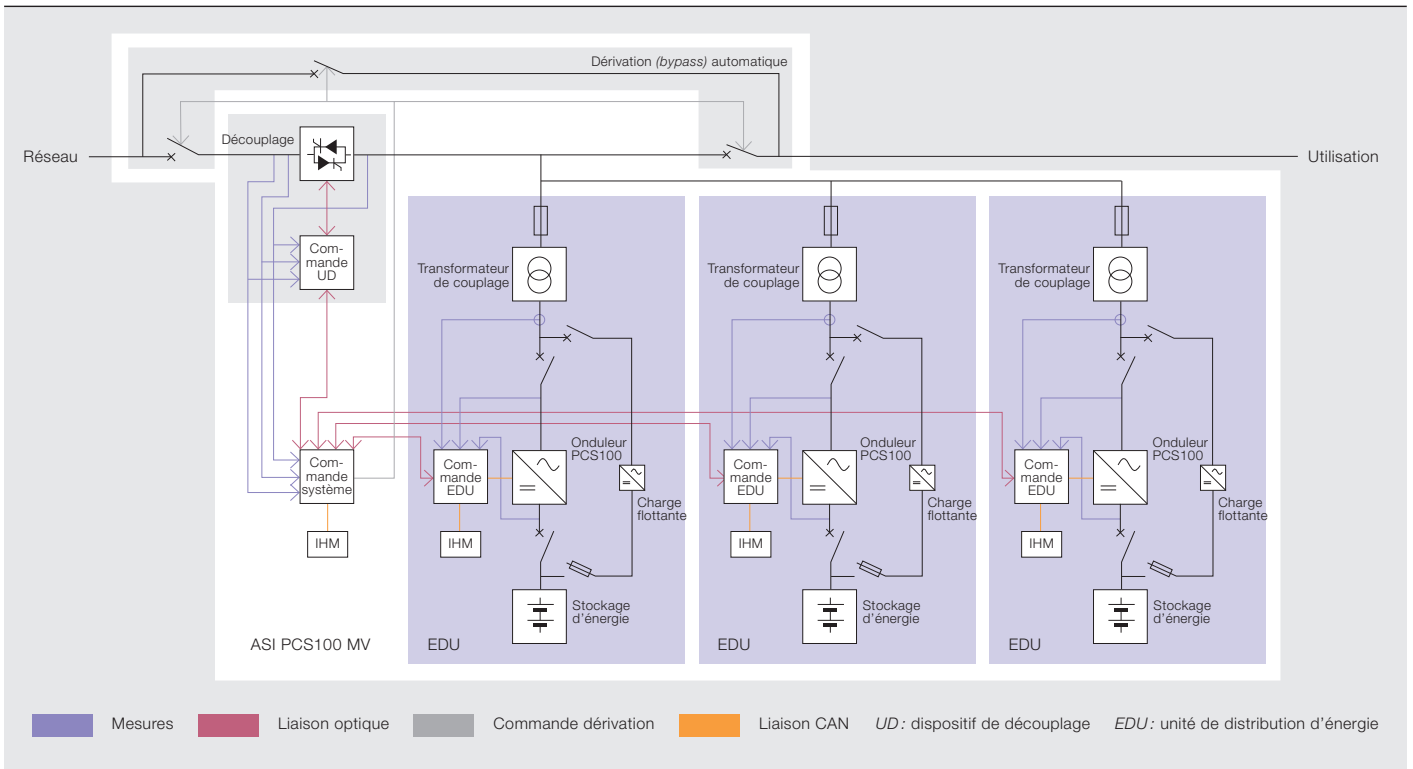 Dérivation (bypass) automatique
Découplage
Réseau
Utilisation
Com-
mande
UD
Transformateur
de couplage
Transformateur
de couplage
Transformateur
de couplage
Onduleur
PCS100
Onduleur
PCS100
Onduleur
PCS100
Com-
mande
système
Com-
mande
EDU
Com-
mande
EDU
Com-
mande
EDU
Charge
flottante
Charge
flottante
Charge
flottante
IHM
IHM
IHM
IHM
Stockage
d'énergie
Stockage
d'énergie
Stockage
d'énergie
ASI PCS100 MV
EDU
EDU
EDU
Mesures
Liaison optique
Commande dérivation
Liaison CAN
UD : dispositif de découplage
EDU : unité de distribution d'énergie